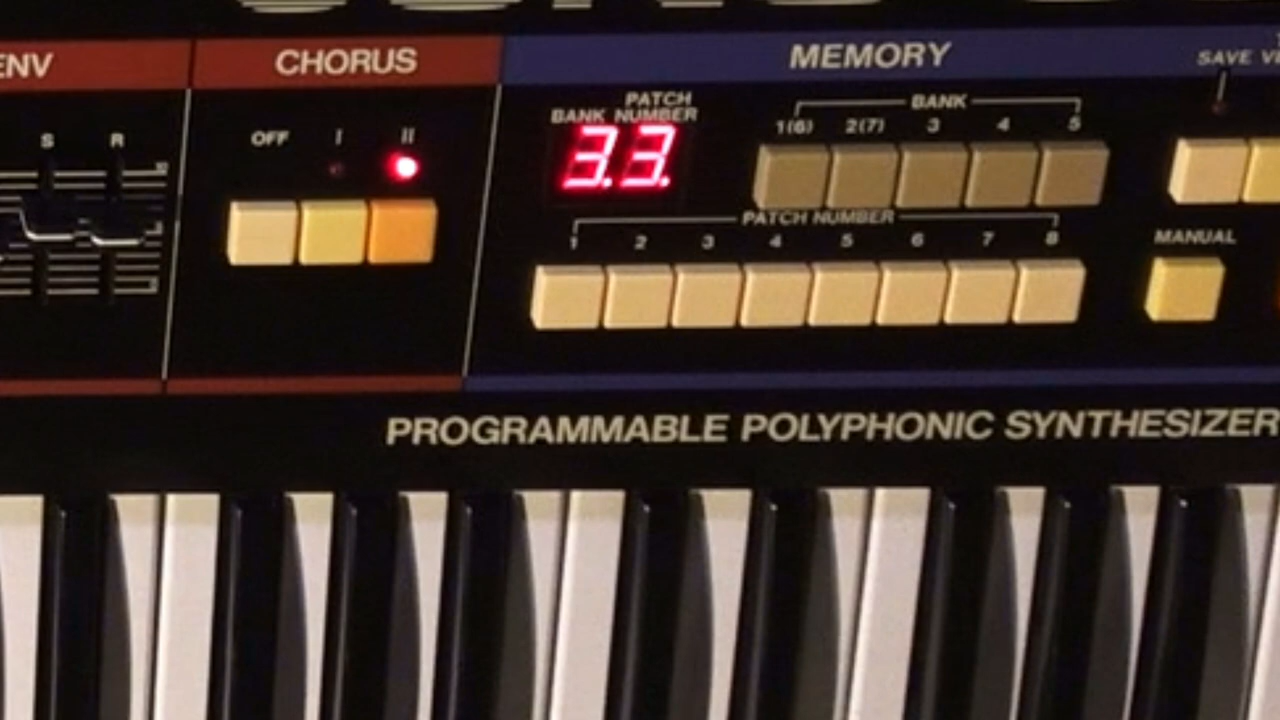 ENV
CHORUS
MEMORY
SAVE
S R
OFF I II
PATCH
BANK NUMBER
3.3.
BANK
1(6) 2(7) 3 4 5
PATCH NUMBER
1 2 3 4 5 6 7 8
MANUAL
PROGRAMMABLE POLYPHONIC SYNTHESIZER